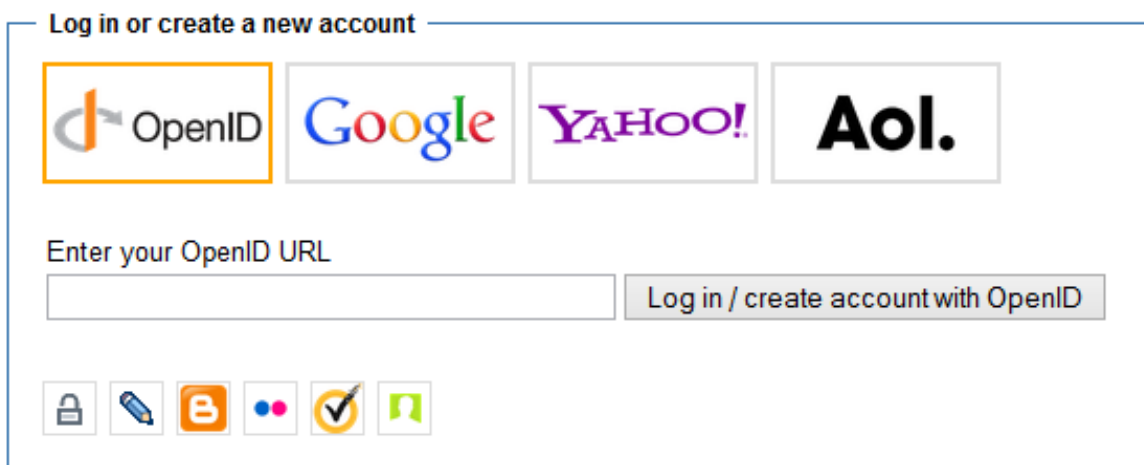 Log in or create a new account
OpenID Google YAHOO! Aol.
Enter your OpenID URL
Log in / create account with OpenID
B